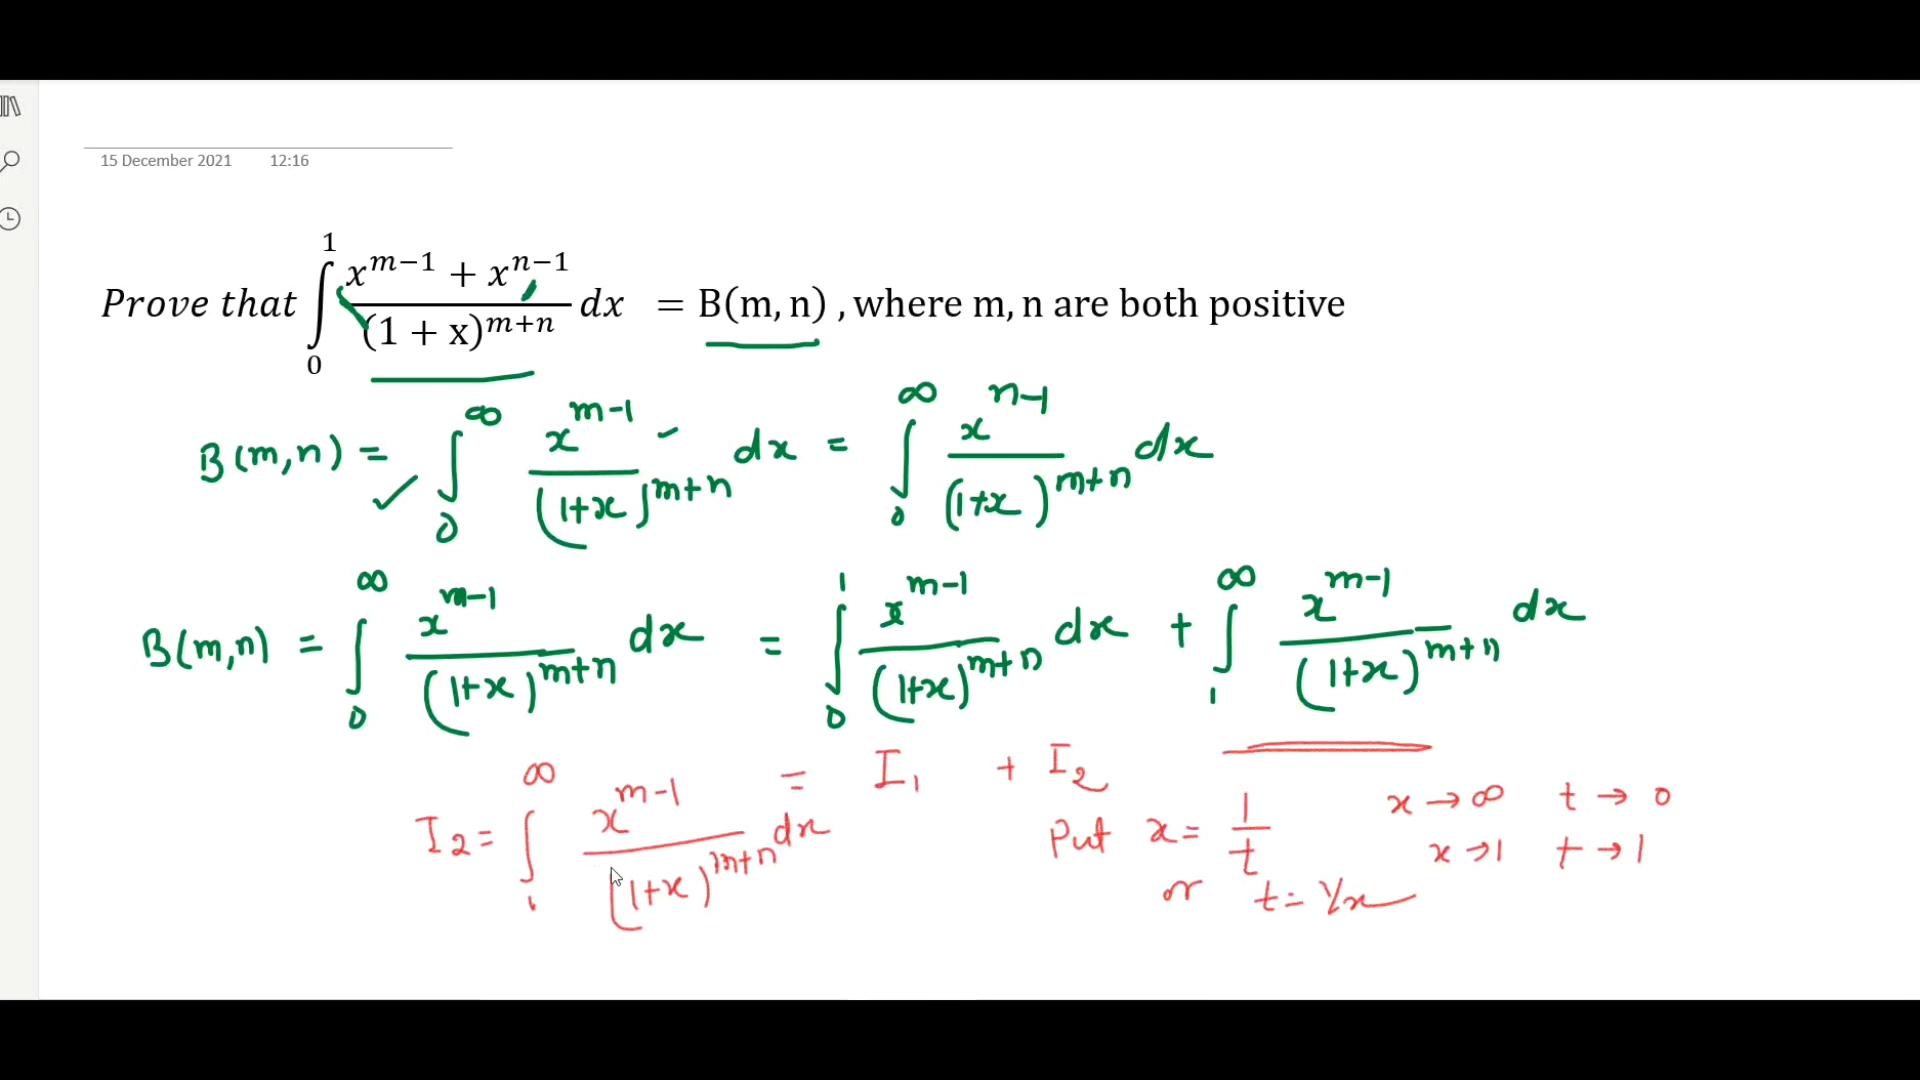 15 December 2021 12:16
Prove that ∫₀¹ (x^{m−1} + x^{n−1})/(1 + x)^{m+n} dx = B(m, n) , where m, n are both positive
B(m,n) = ∫₀^∞ x^{m-1}/(1+x)^{m+n} dx = ∫₀^∞ x^{n-1}/(1+x)^{m+n} dx
B(m,n) = ∫₀^∞ x^{m-1}/(1+x)^{m+n} dx = ∫₀¹ x^{m-1}/(1+x)^{m+n} dx + ∫₁^∞ x^{m-1}/(1+x)^{m+n} dx
= I₁ + I₂
I₂ = ∫₁^∞ x^{m-1}/(1+x)^{m+n} dx
Put x = 1/t x → ∞ t → 0
or t = 1/x x → 1 t → 1